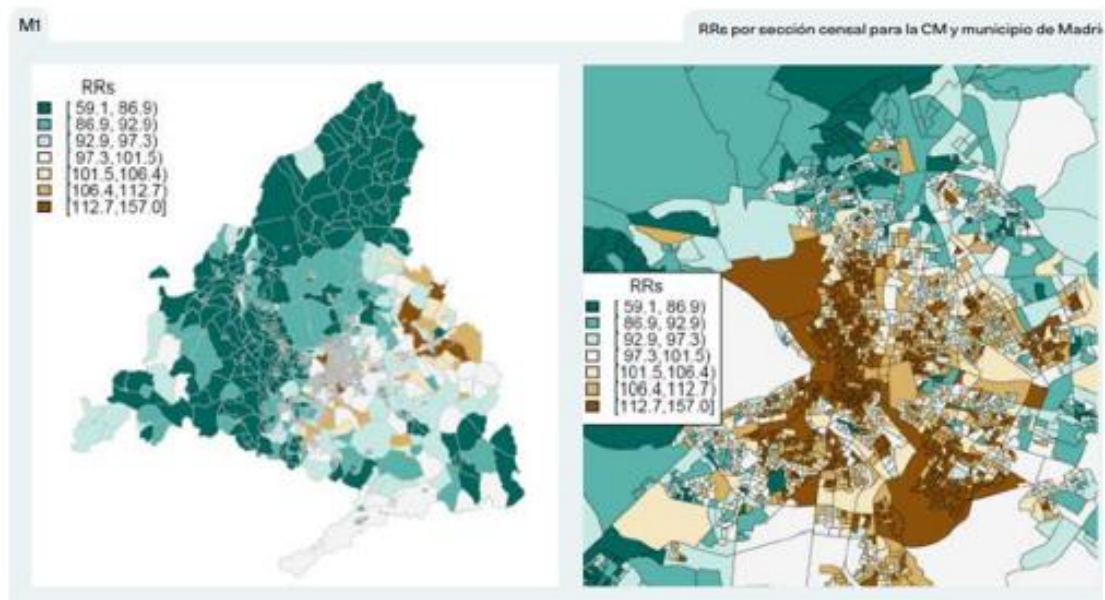 M1
RRs por sección censal para la CM y municipio de Madri
RRs
[ 59.1, 86.9)
[ 86.9, 92.9)
[ 92.9, 97.3)
[ 97.3,101.5)
[101.5,106.4)
[106.4,112.7)
[112.7,157.0]
RRs
[ 59.1, 86.9)
[ 86.9, 92.9)
[ 92.9, 97.3)
[ 97.3,101.5)
[101.5,106.4)
[106.4,112.7)
[112.7,157.0]